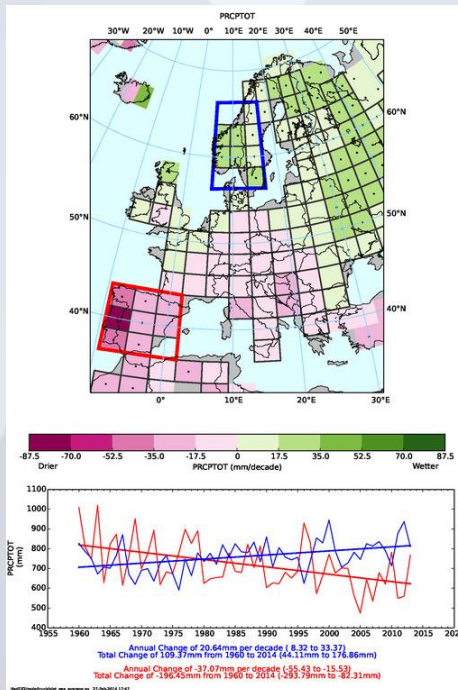 PRCPTOT
30°W 20°W 10°W 0° 10°E 20°E 30°E 40°E 50°E
60°N 60°N
50°N 50°N
40°N 40°N
0° 10°E 20°E 30°E
-87.5 -70.0 -52.5 -35.0 -17.5 0 17.5 35.0 52.5 70.0 87.5
Drier PRCPTOT (mm/decade) Wetter
1100
1000
900
800
700
600
500
400
PRCPTOT
(mm)
1955 1960 1965 1970 1975 1980 1985 1990 1995 2000 2005 2010 2015 202
Annual Change of 20.64mm per decade ( 8.32 to 33.37)
Total Change of 109.37mm from 1960 to 2014 (44.11mm to 176.86mm)
Annual Change of -37.07mm per decade (-55.43 to -15.53)
Total Change of -196.45mm from 1960 to 2014 (-293.79mm to -82.31mm)